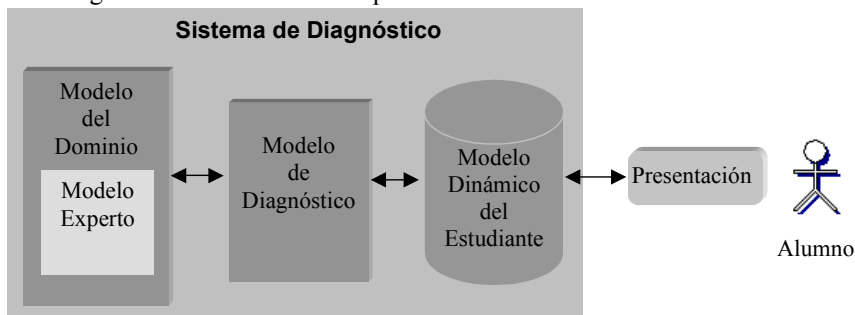 Sistema de Diagnóstico
Modelo
del
Dominio
Modelo
Experto
Modelo
de
Diagnóstico
Modelo
Dinámico
del
Estudiante
Presentación
Alumno